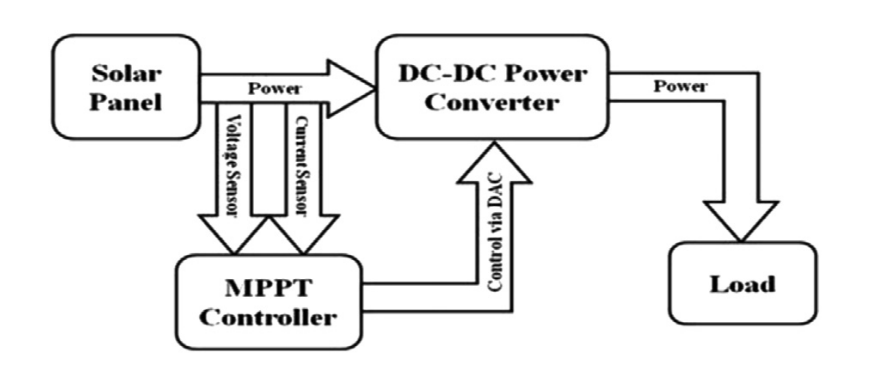 Solar
Panel
Power
DC-DC Power
Converter
Power
Voltage Sensor
Current Sensor
Control via DAC
MPPT
Controller
Load